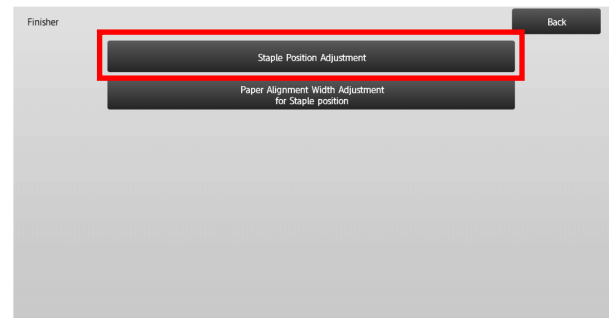 Finisher
Back
Staple Position Adjustment
Paper Alignment Width Adjustment
for Staple position